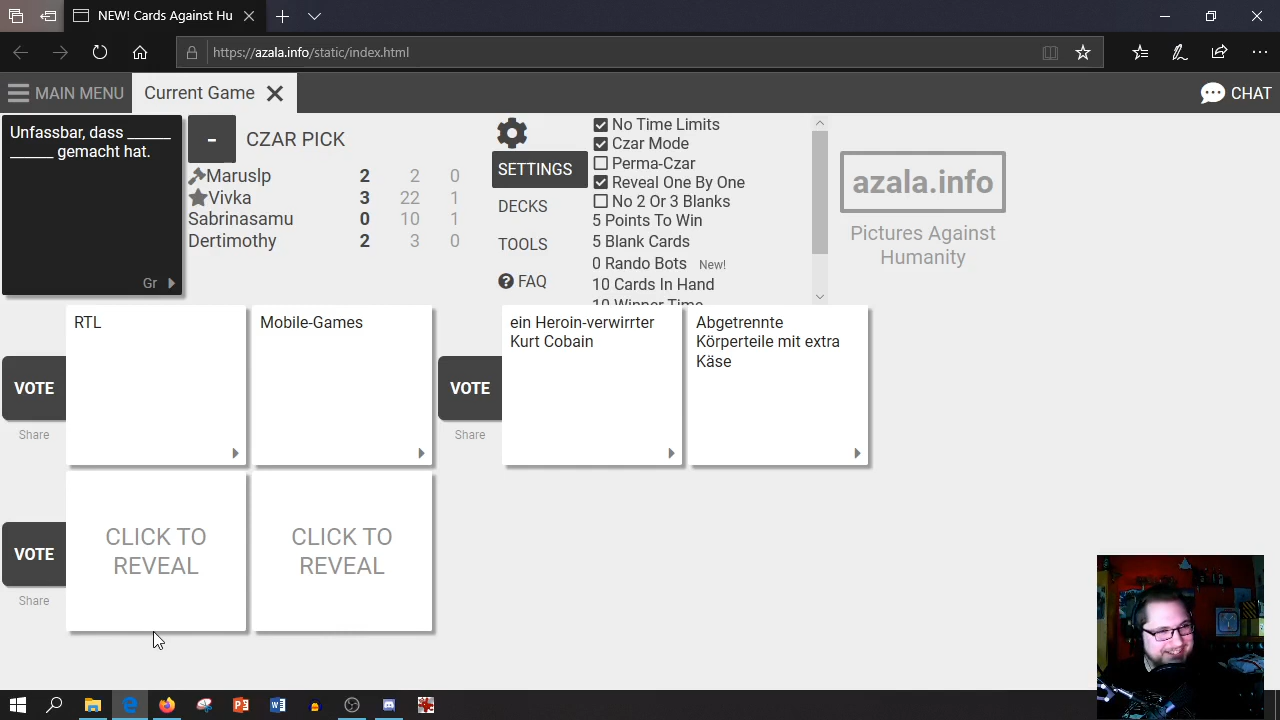 NEW! Cards Against Hu
https://azala.info/static/index.html
MAIN MENU
Current Game
CHAT
Unfassbar, dass ______
______ gemacht hat.
Gr
-
CZAR PICK
Maruslp 2 2 0
Vivka 3 22 1
Sabrinasamu 0 10 1
Dertimothy 2 3 0
SETTINGS
DECKS
TOOLS
FAQ
No Time Limits
Czar Mode
Perma-Czar
Reveal One By One
No 2 Or 3 Blanks
5 Points To Win
5 Blank Cards
0 Rando Bots New!
10 Cards In Hand
10 Winner Time
azala.info
Pictures Against
Humanity
VOTE
Share
RTL
Mobile-Games
VOTE
Share
ein Heroin-verwirrter
Kurt Cobain
Abgetrennte
Körperteile mit extra
Käse
VOTE
Share
CLICK TO
REVEAL
CLICK TO
REVEAL